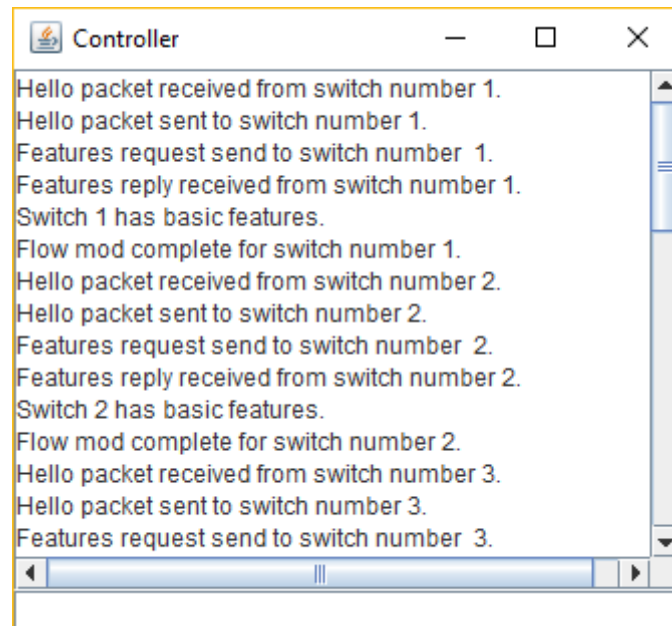 Controller
Hello packet received from switch number 1.
Hello packet sent to switch number 1.
Features request send to switch number  1.
Features reply received from switch number 1.
Switch 1 has basic features.
Flow mod complete for switch number 1.
Hello packet received from switch number 2.
Hello packet sent to switch number 2.
Features request send to switch number  2.
Features reply received from switch number 2.
Switch 2 has basic features.
Flow mod complete for switch number 2.
Hello packet received from switch number 3.
Hello packet sent to switch number 3.
Features request send to switch number  3.